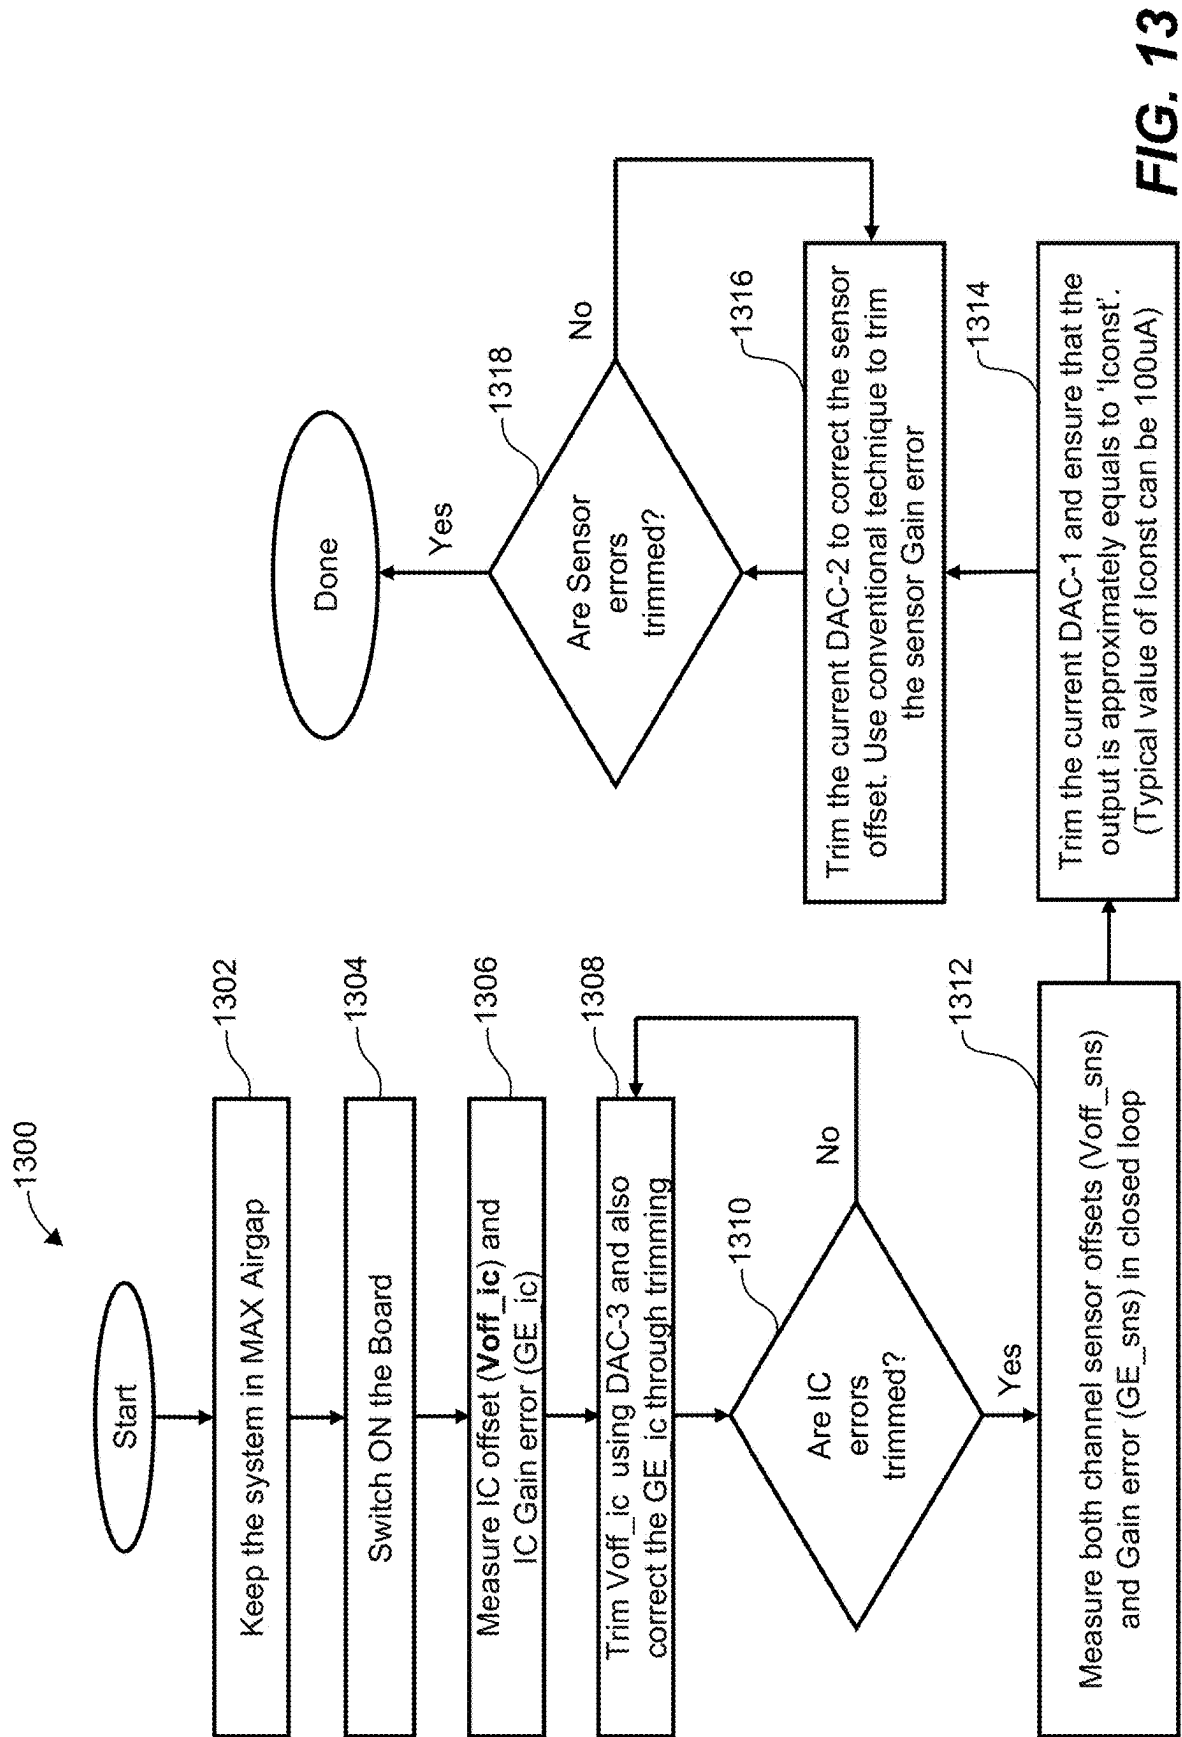 1300
Start
Keep the system in MAX Airgap
1302
Switch ON the Board
1304
Measure IC offset (Voff_ic) and
IC Gain error (GE_ic)
1306
Trim Voff_ic using DAC-3 and also
correct the GE_ic through trimming
1308
Are IC
errors
trimmed?
1310
No
Yes
Measure both channel sensor offsets (Voff_sns)
and Gain error (GE_sns) in closed loop
1312
Trim the current DAC-1 and ensure that the
output is approximately equals to 'Iconst'.
(Typical value of Iconst can be 100uA)
1314
Trim the current DAC-2 to correct the sensor
offset. Use conventional technique to trim
the sensor Gain error
1316
Are Sensor
errors
trimmed?
1318
No
Yes
Done
FIG. 13